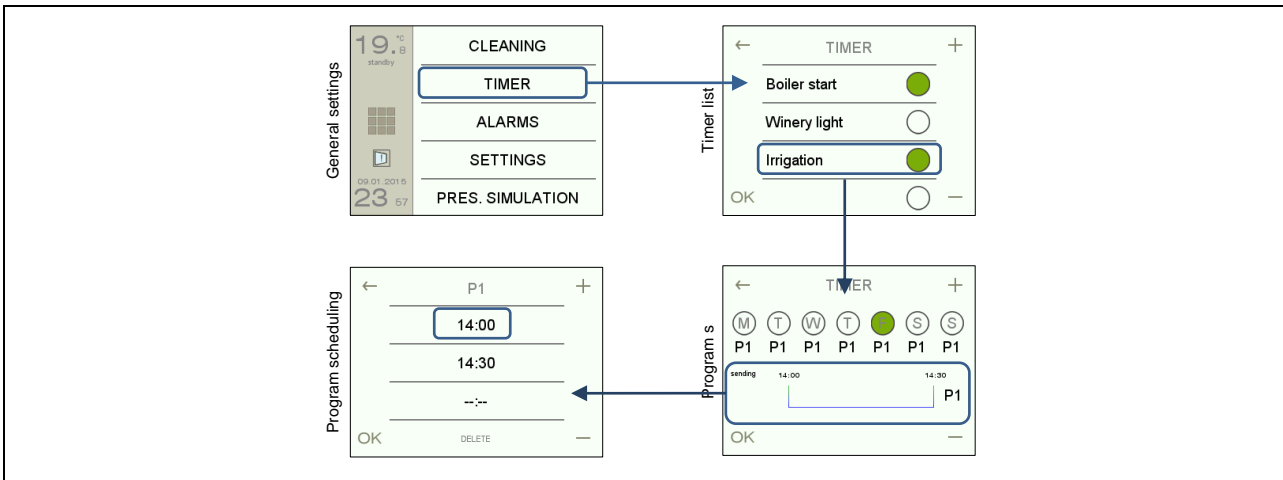 General settings
19.8 °C
standby
09.01.2015
23 57
CLEANING
TIMER
ALARMS
SETTINGS
PRES. SIMULATION
Timer list
← TIMER +
Boiler start
Winery light
Irrigation
OK −
Program scheduling
← P1 +
14:00
14:30
--:--
OK DELETE −
Program s
← TIMER +
M T W T S S
P1 P1 P1 P1 P1 P1 P1
sending 14:00 14:30
P1
OK −